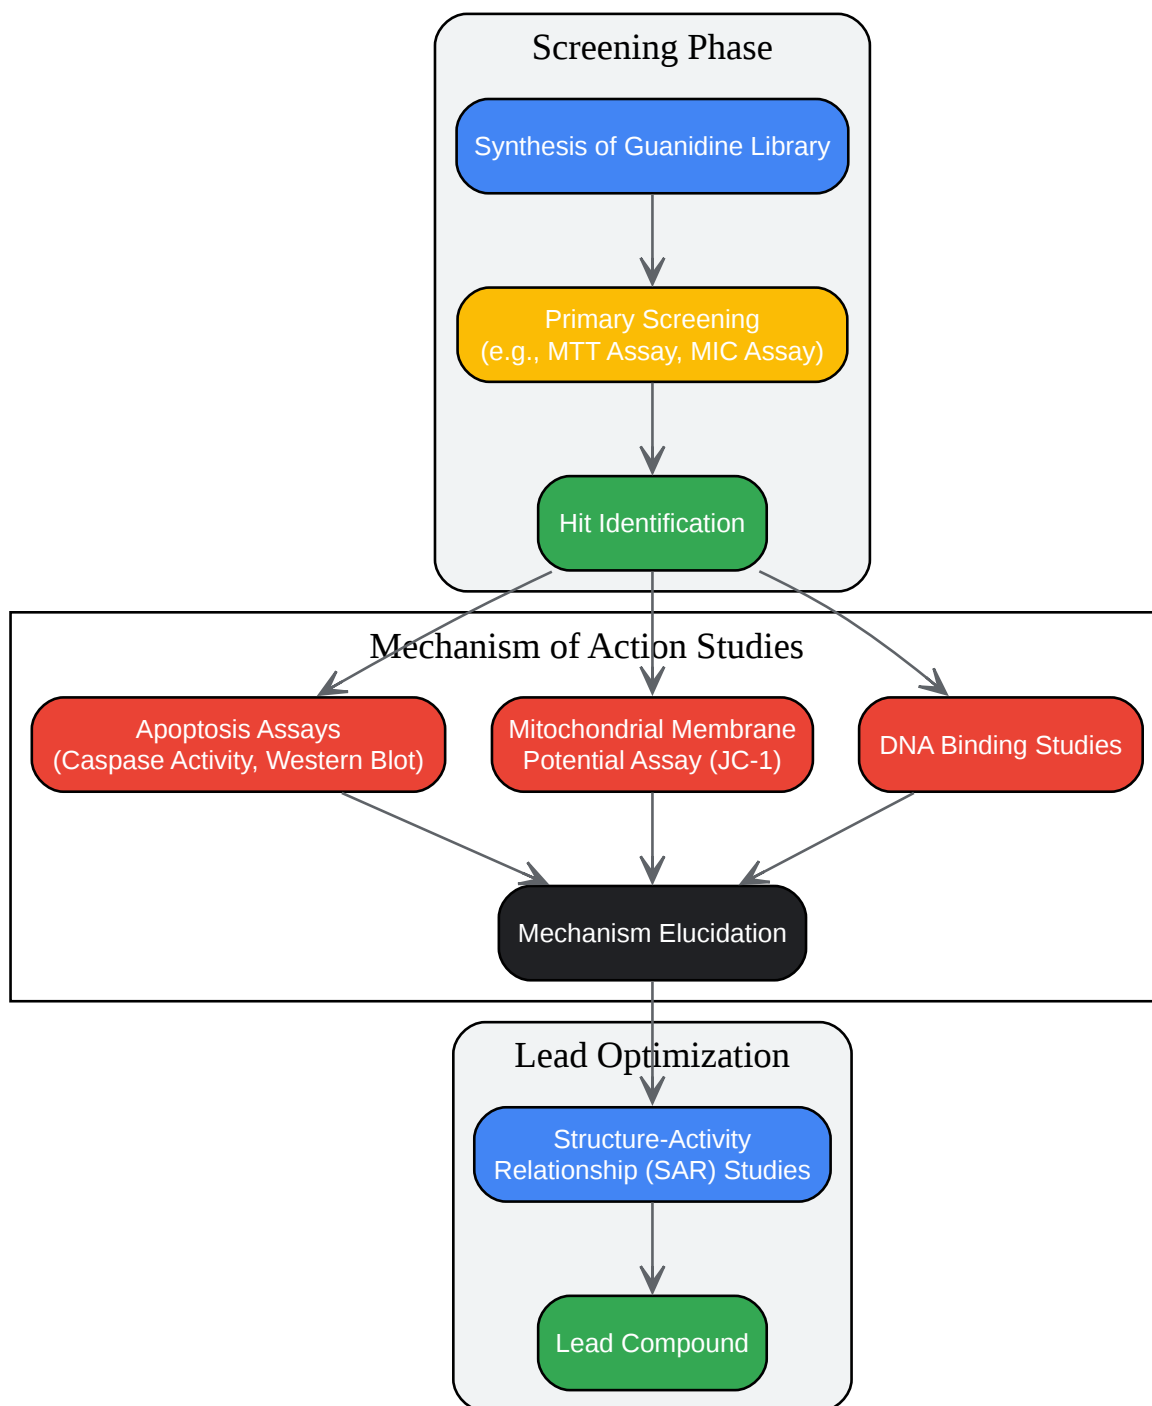 Screening Phase
Synthesis of Guanidine Library
Primary Screening
(e.g., MTT Assay, MIC Assay)
Hit Identification
Mechanism of Action Studies
Apoptosis Assays
(Caspase Activity, Western Blot)
Mitochondrial Membrane
Potential Assay (JC-1)
DNA Binding Studies
Mechanism Elucidation
Lead Optimization
Structure-Activity
Relationship (SAR) Studies
Lead Compound